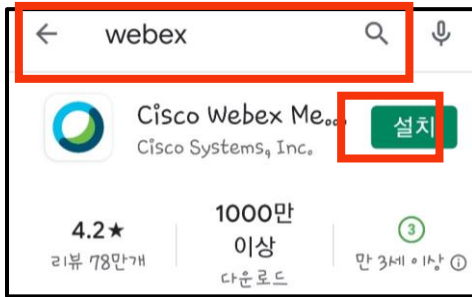 webex
Cisco Webex Me...
설치
Cisco Systems, Inc.
4.2★
리뷰 78만개
1000만
이상
다운로드
③
만 3세 이상 ⓘ